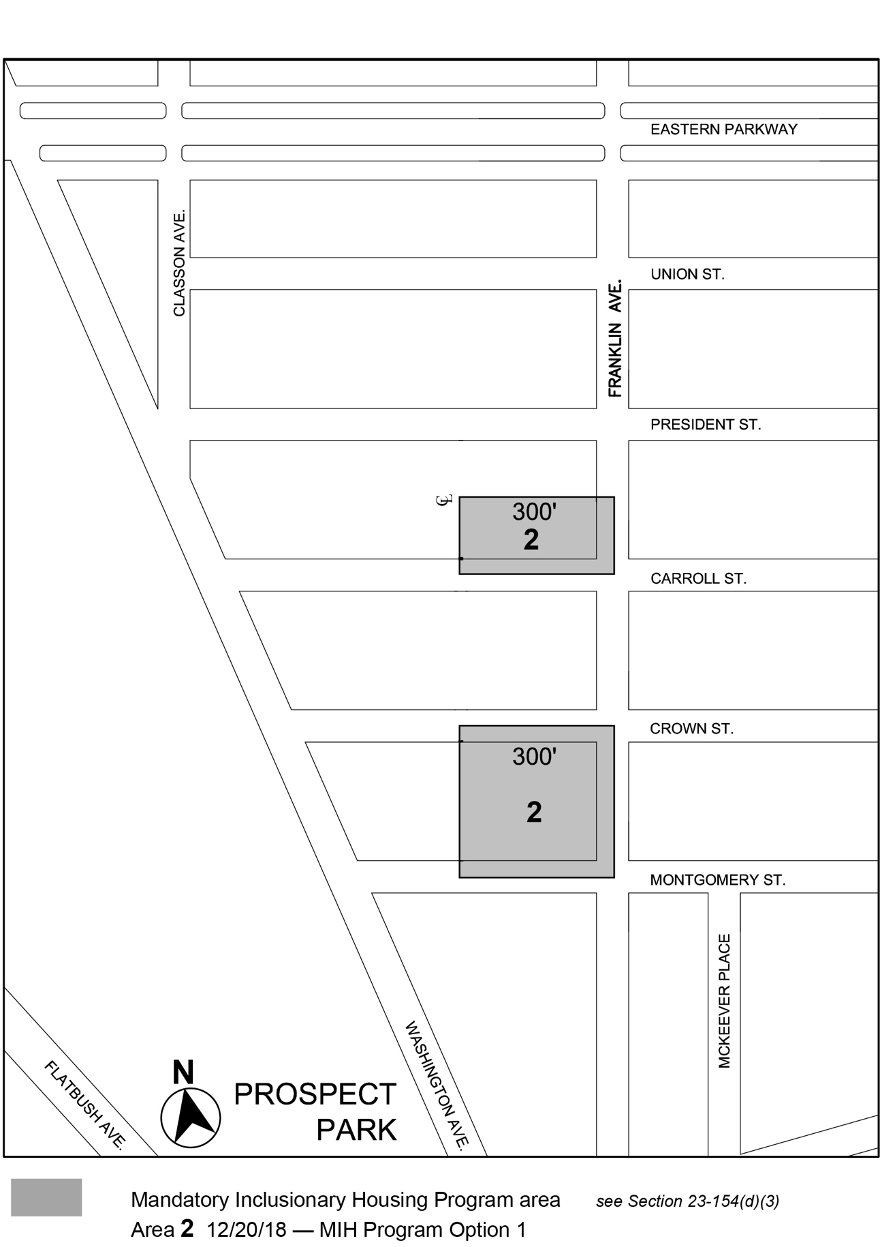 EASTERN PARKWAY
CLASSON AVE.
UNION ST.
FRANKLIN AVE.
PRESIDENT ST.
℄
300'
2
CARROLL ST.
CROWN ST.
300'
2
MONTGOMERY ST.
MCKEEVER PLACE
WASHINGTON AVE.
FLATBUSH AVE.
N
PROSPECT
PARK
Mandatory Inclusionary Housing Program area see Section 23-154(d)(3)
Area 2 12/20/18 — MIH Program Option 1